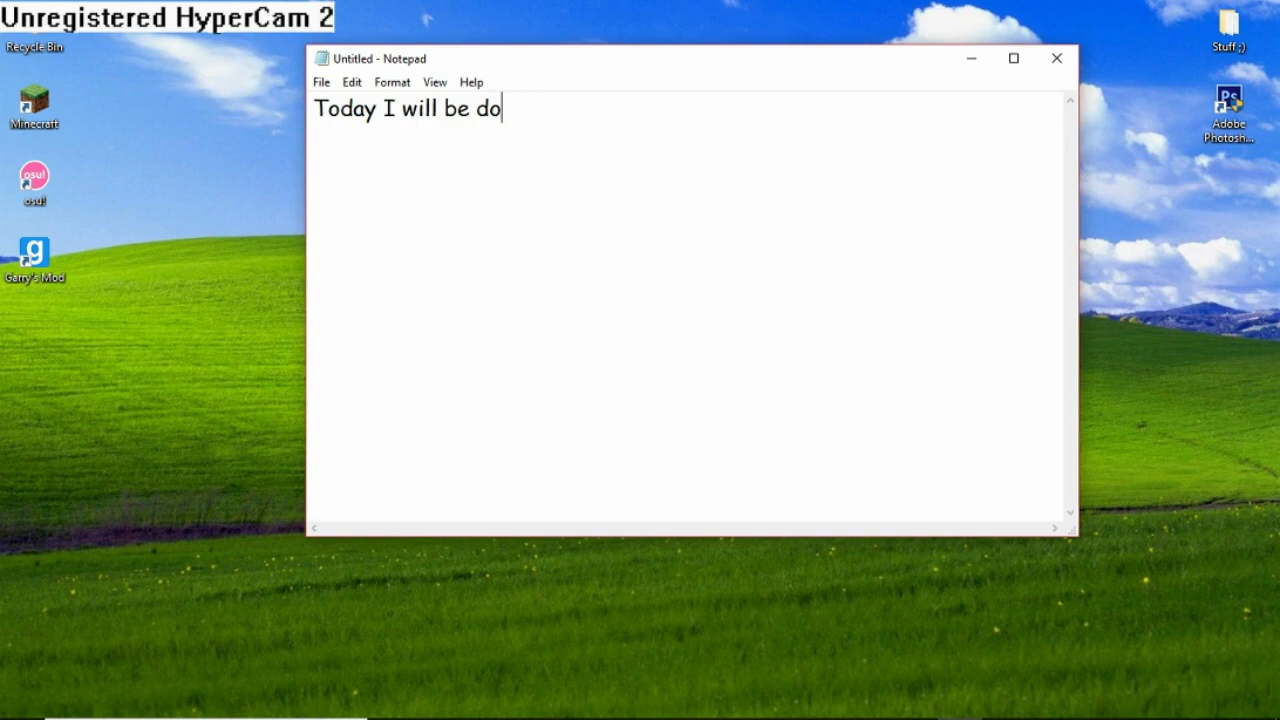 Unregistered HyperCam 2
Recycle Bin
Minecraft
osu!
osu!
g
Garry's Mod
Untitled - Notepad
File Edit Format View Help
Today I will be do
Stuff ;)
Ps
Adobe
Photosh...